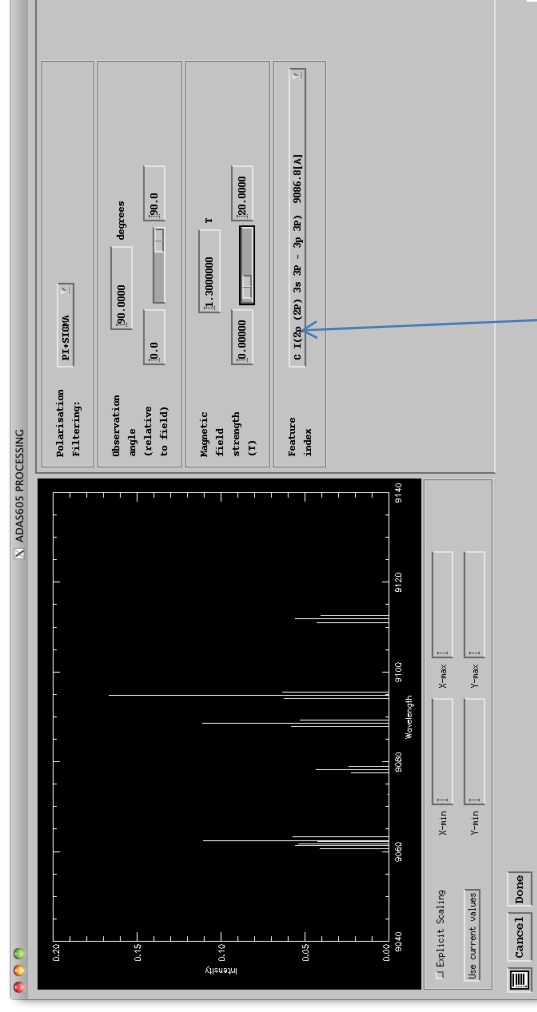 X ADAS605 PROCESSING
0.20
0.15
0.10
0.05
0.00
Intensity
9040
9060
9080
9100
9120
9140
Wavelength
Explicit Scaling
Use current values
X-min
X-max
Y-min
Y-max
Polarisation
Filtering:
PI+SIGMA
Observation
angle
(relative
to field)
90.0000
degrees
0.0
90.0
Magnetic
field
strength
(T)
1.3000000
T
0.00000
20.0000
Feature
index
C I(2p (2P) 3s 3P - 3p 3P) 9086.8[A]
Cancel
Done